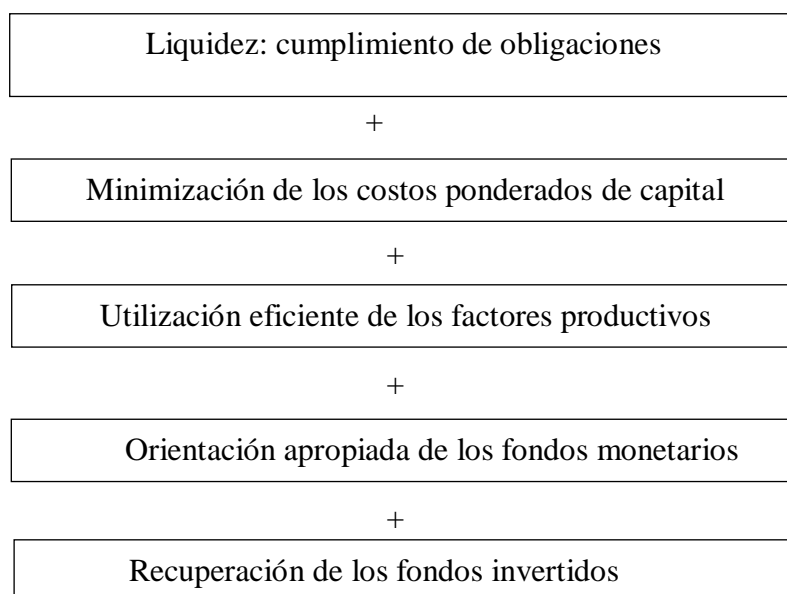 Liquidez: cumplimiento de obligaciones
+
Minimización de los costos ponderados de capital
+
Utilización eficiente de los factores productivos
+
Orientación apropiada de los fondos monetarios
+
Recuperación de los fondos invertidos